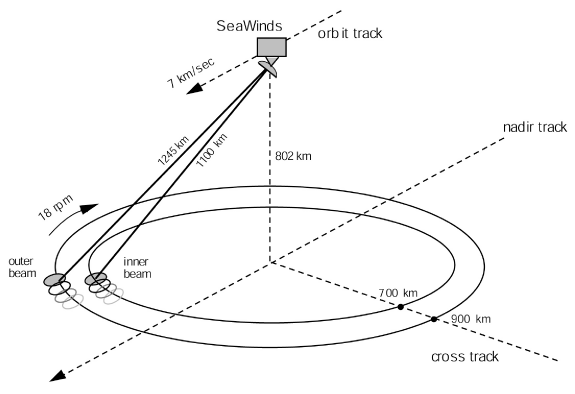 SeaWinds
orbit track
7 km/sec
nadir track
1245 km
1100 km
802 km
18 rpm
outer
beam
inner
beam
700 km
900 km
cross track